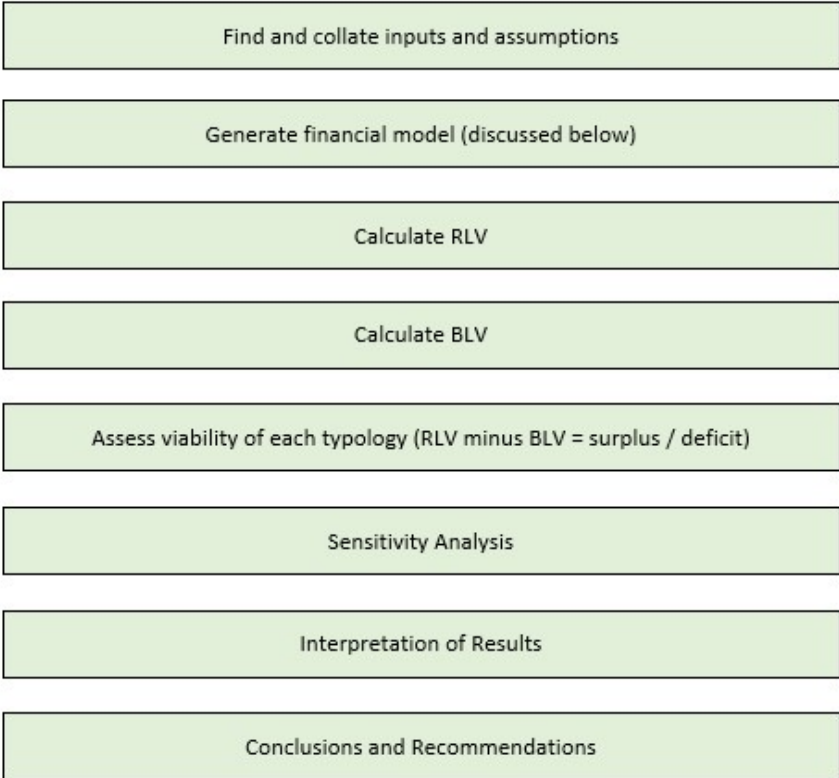 Find and collate inputs and assumptions
Generate financial model (discussed below)
Calculate RLV
Calculate BLV
Assess viability of each typology (RLV minus BLV = surplus / deficit)
Sensitivity Analysis
Interpretation of Results
Conclusions and Recommendations